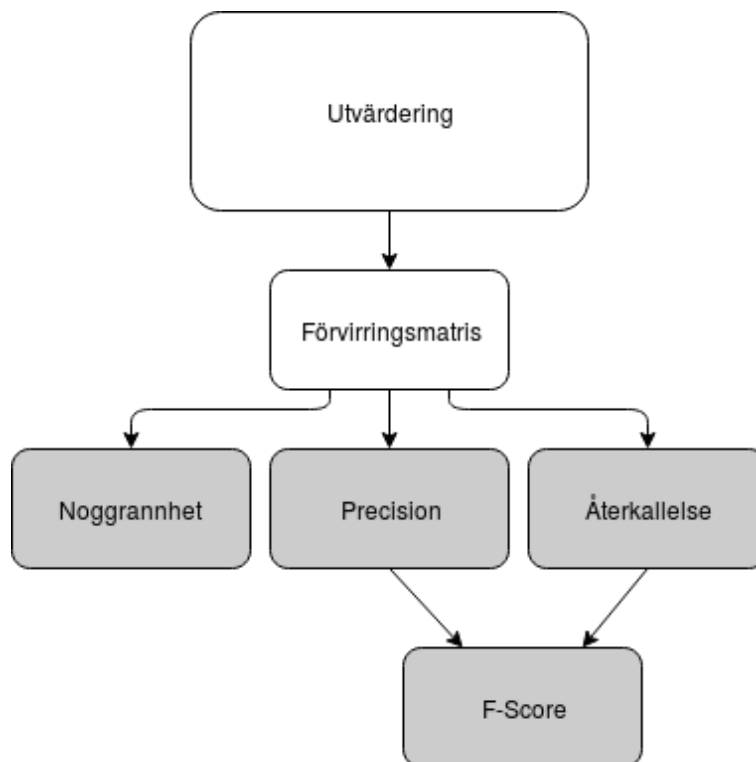 Utvärdering
Förvirringsmatris
Noggrannhet
Precision
Återkallelse
F-Score